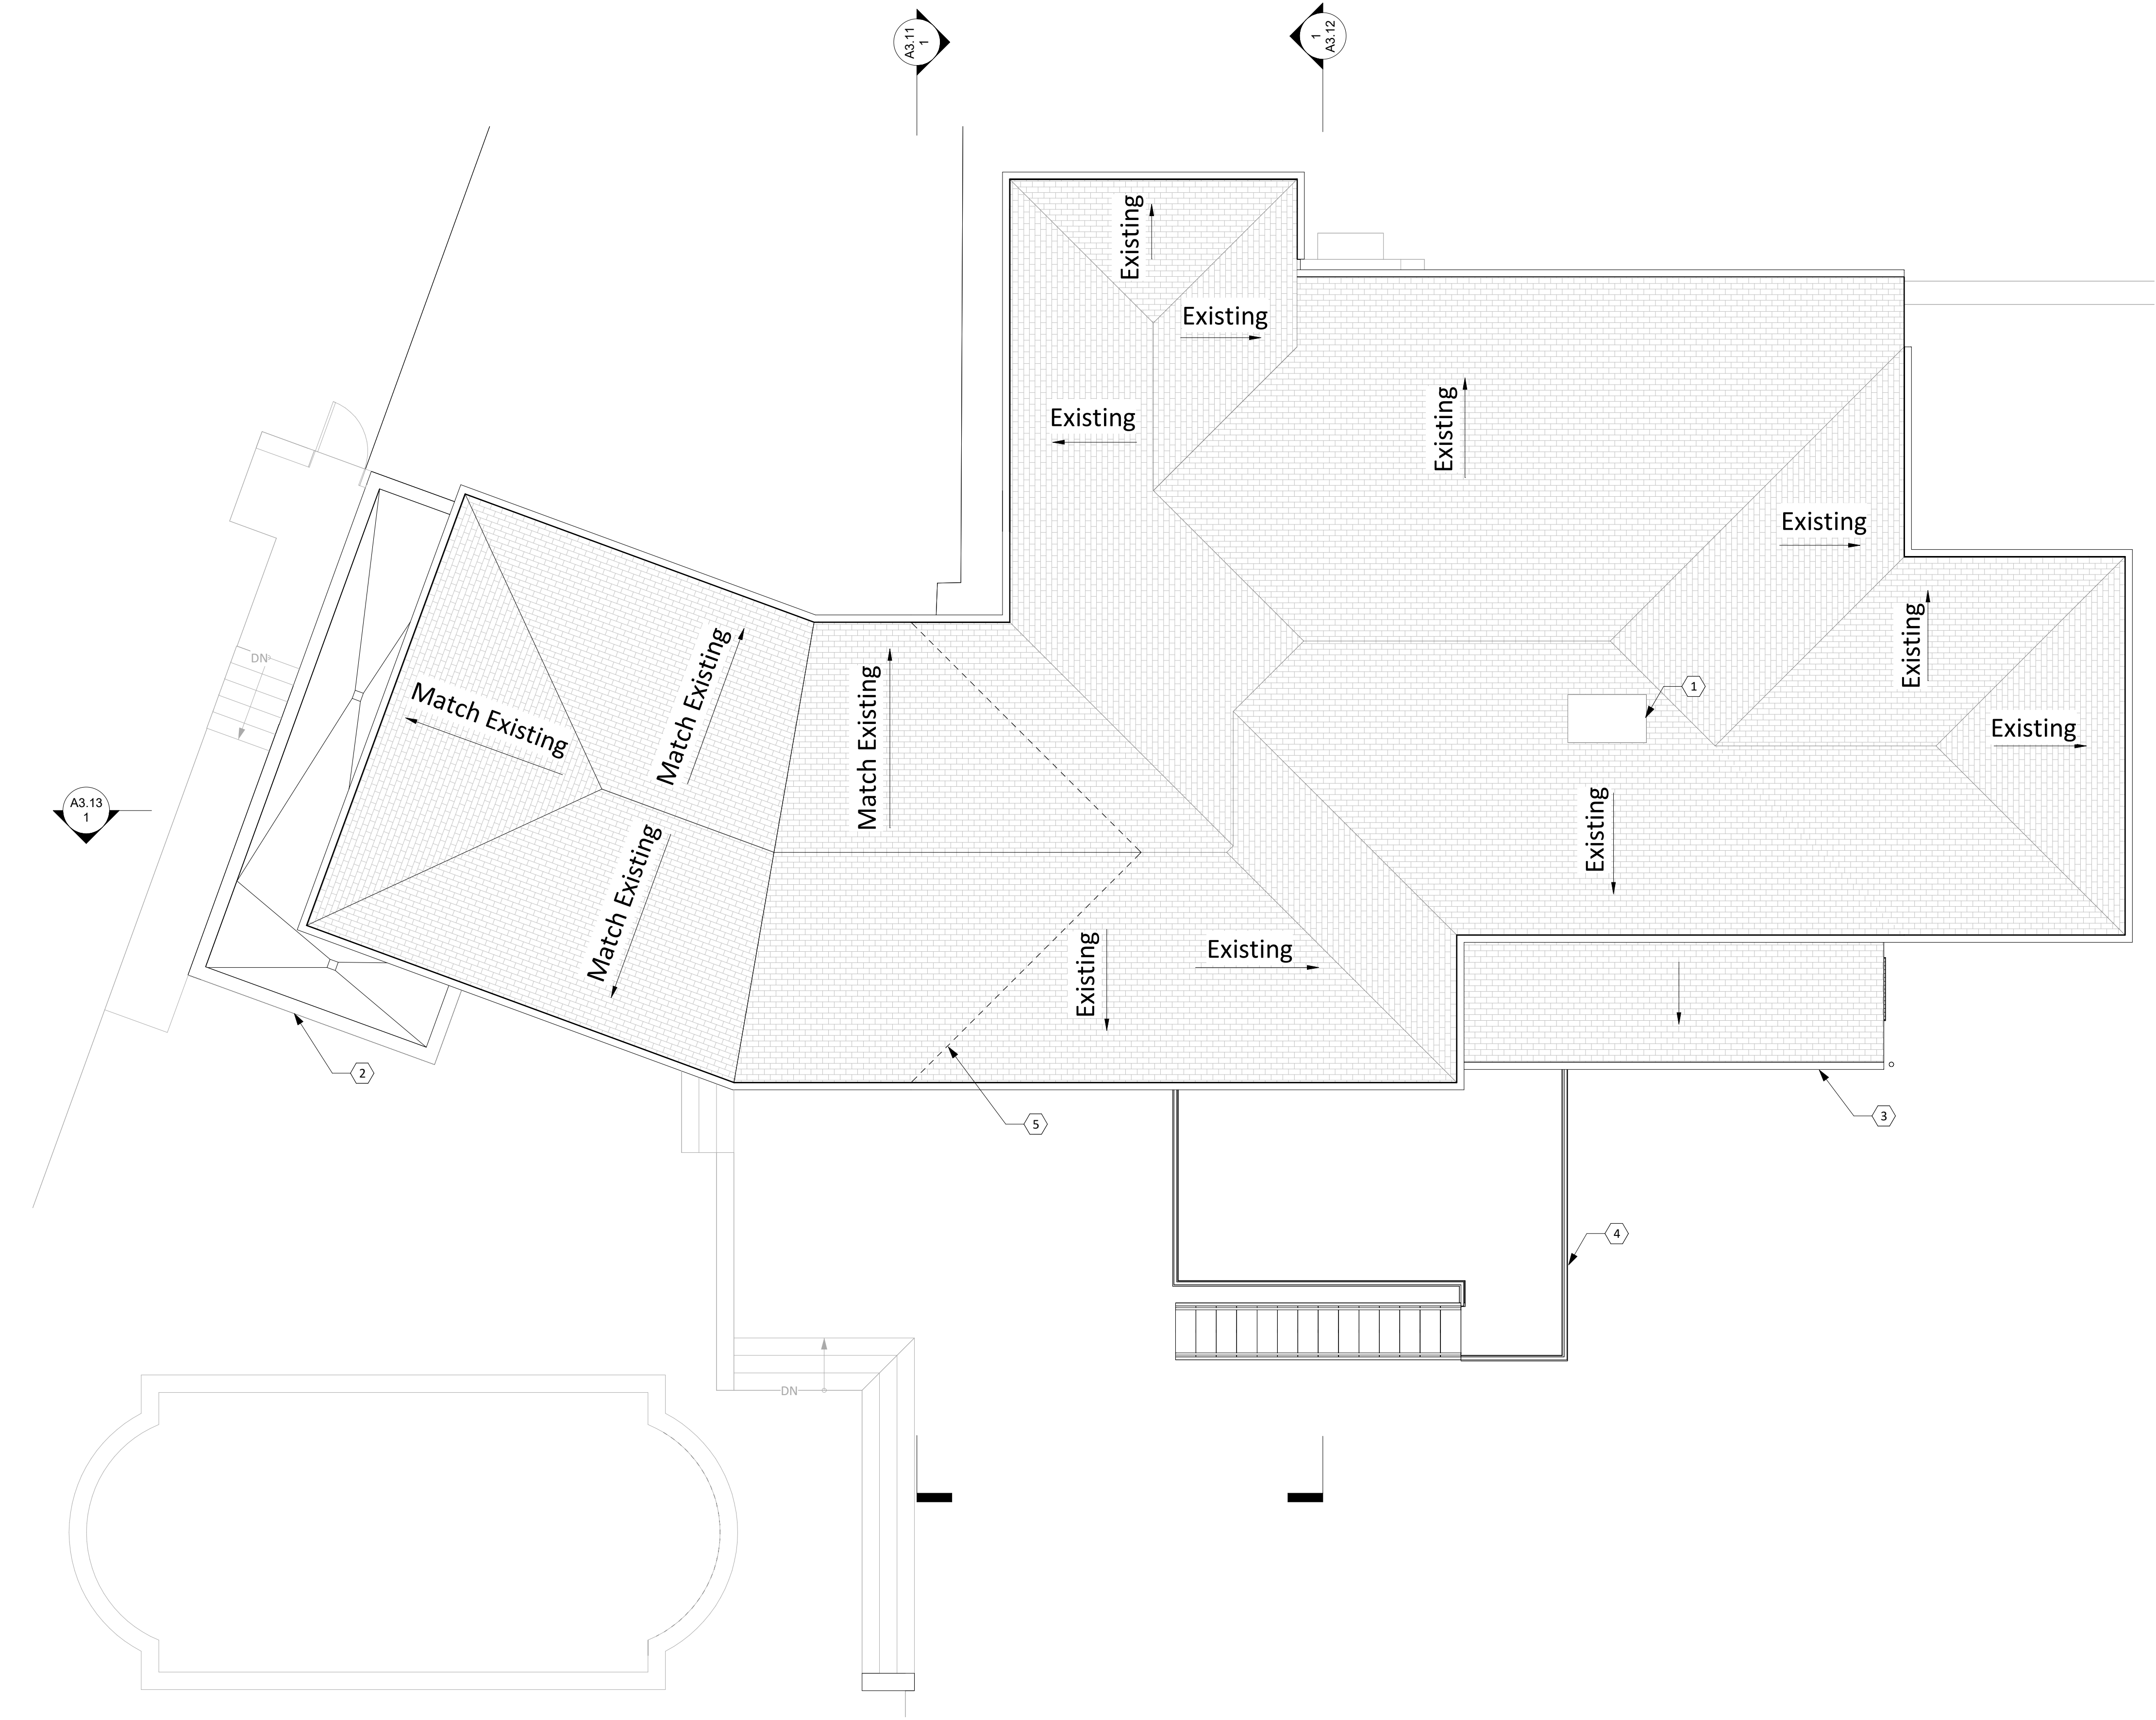 A3.11
1
1
A3.12
Existing
Existing
Existing
Existing
Existing
Existing
Match Existing
Match Existing
Match Existing
DN
1
Existing
A3.13
1
Existing
Match Existing
Existing
Existing
2
5
3
4
DN